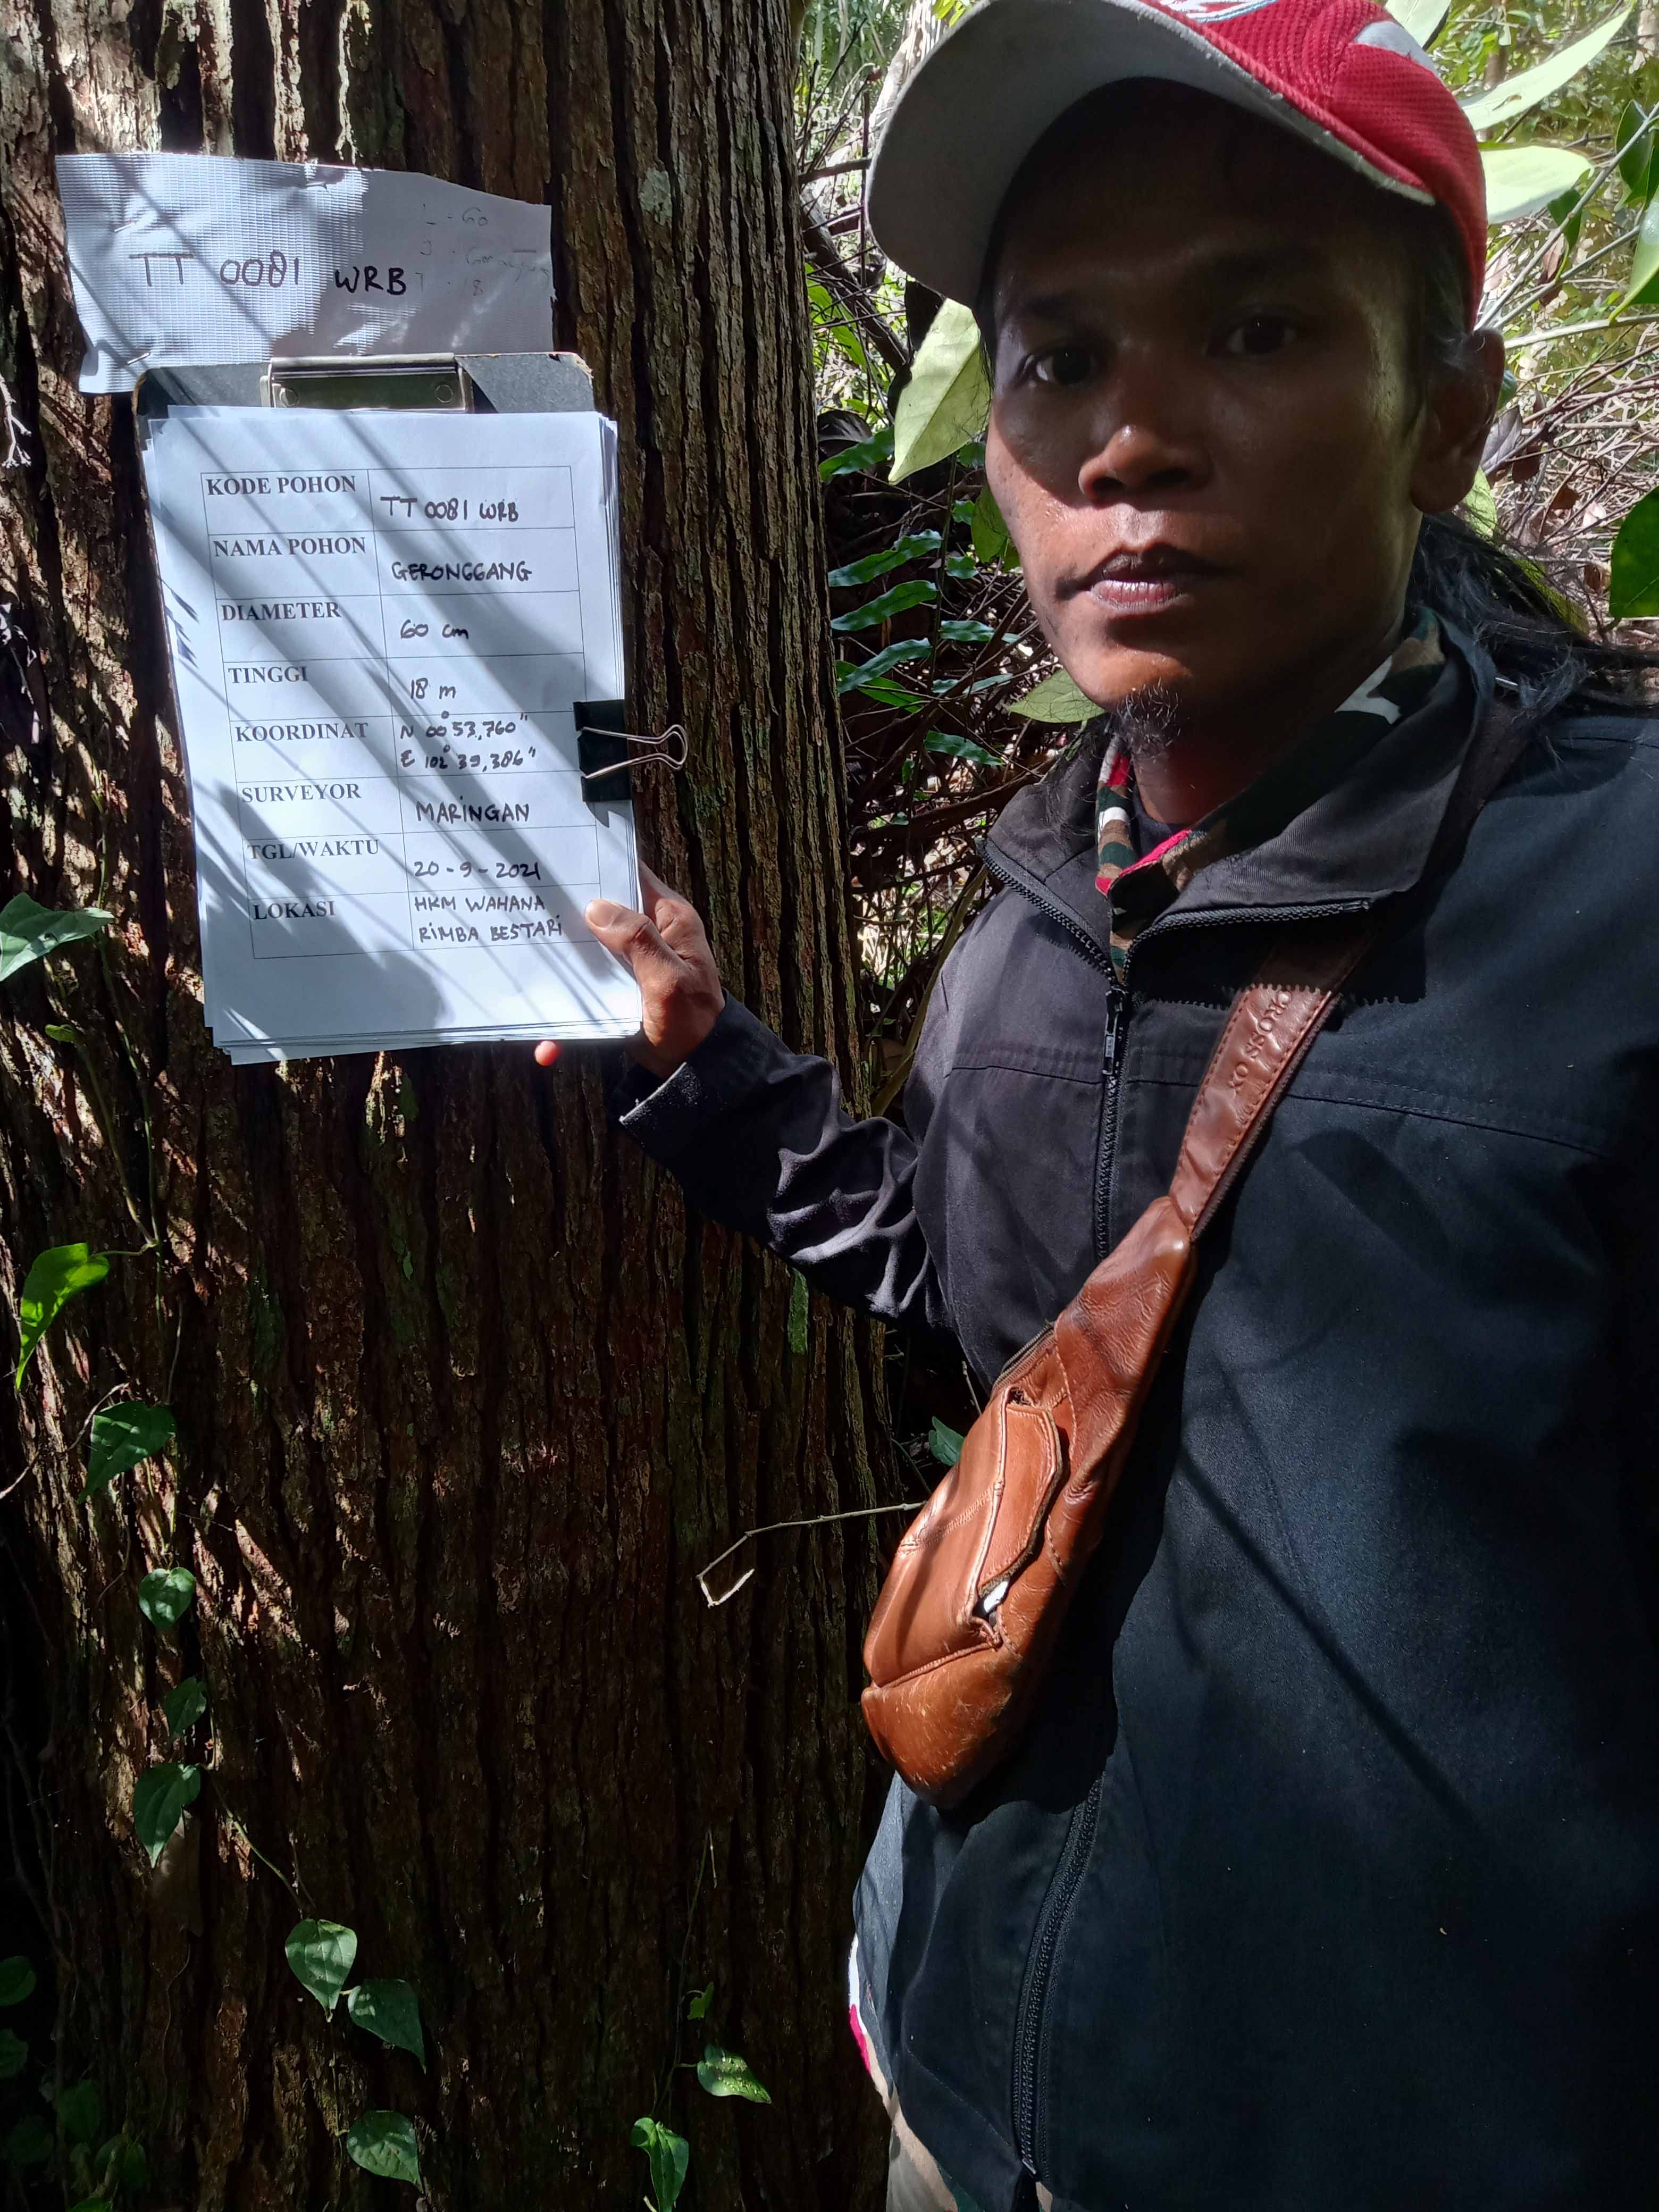 TT 0081 WRB
KODE POHON TT 0081 WRB
NAMA POHON GERONGGANG
DIAMETER 60 cm
TINGGI 18 m
KOORDINAT N 00° 53,760"
E 102° 39,386"
SURVEYOR MARINGAN
TGL/WAKTU 20-9-2021
LOKASI HKM WAHANA
RIMBA BESTARI